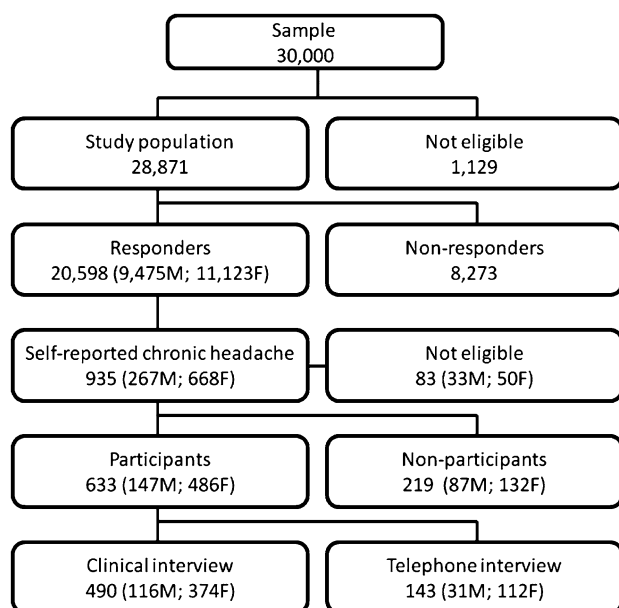 Sample
30,000
Study population
28,871
Not eligible
1,129
Responders
20,598 (9,475M; 11,123F)
Non-responders
8,273
Self-reported chronic headache
935 (267M; 668F)
Not eligible
83 (33M; 50F)
Participants
633 (147M; 486F)
Non-participants
219 (87M; 132F)
Clinical interview
490 (116M; 374F)
Telephone interview
143 (31M; 112F)